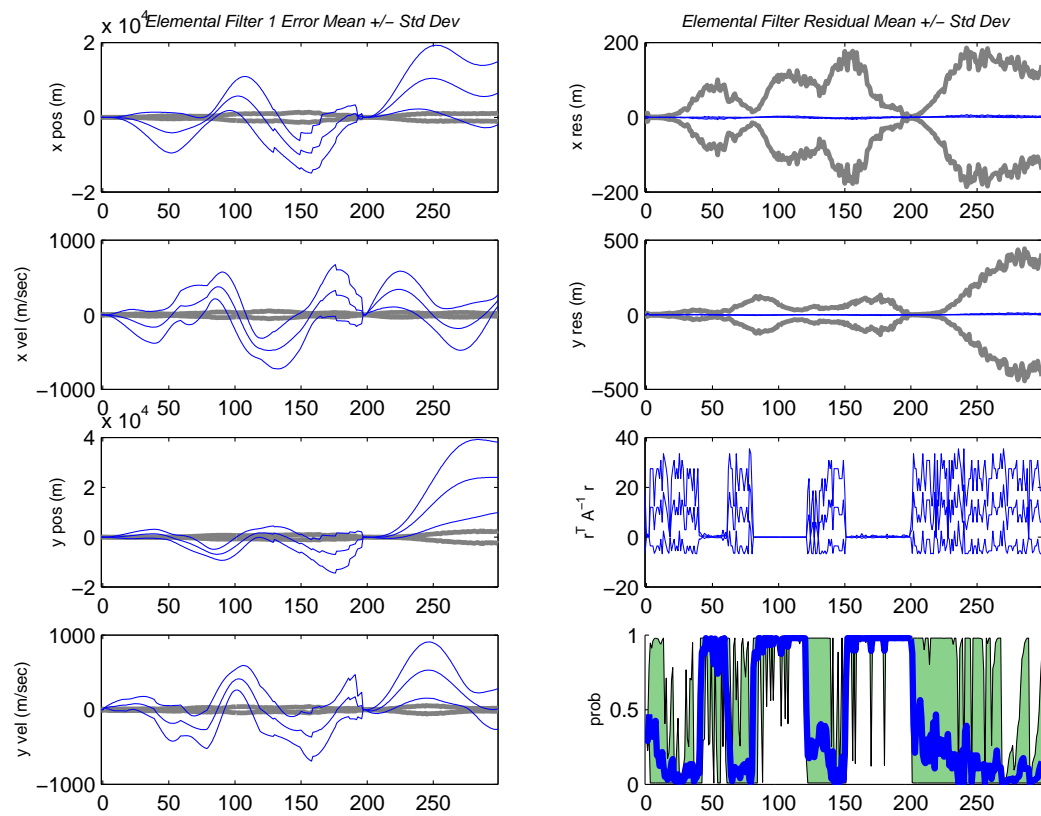 x 10⁴
Elemental Filter 1 Error Mean +/− Std Dev
2
0
−2
x pos (m)
0 50 100 150 200 250
1000
0
−1000
x vel (m/sec)
0 50 100 150 200 250
x 10⁴
4
2
0
−2
y pos (m)
0 50 100 150 200 250
1000
0
−1000
y vel (m/sec)
0 50 100 150 200 250
Elemental Filter Residual Mean +/− Std Dev
200
0
−200
x res (m)
0 50 100 150 200 250
500
0
−500
y res (m)
0 50 100 150 200 250
40
20
0
−20
rᵀ A⁻¹ r
0 50 100 150 200 250
1
0.5
0
prob
0 50 100 150 200 250